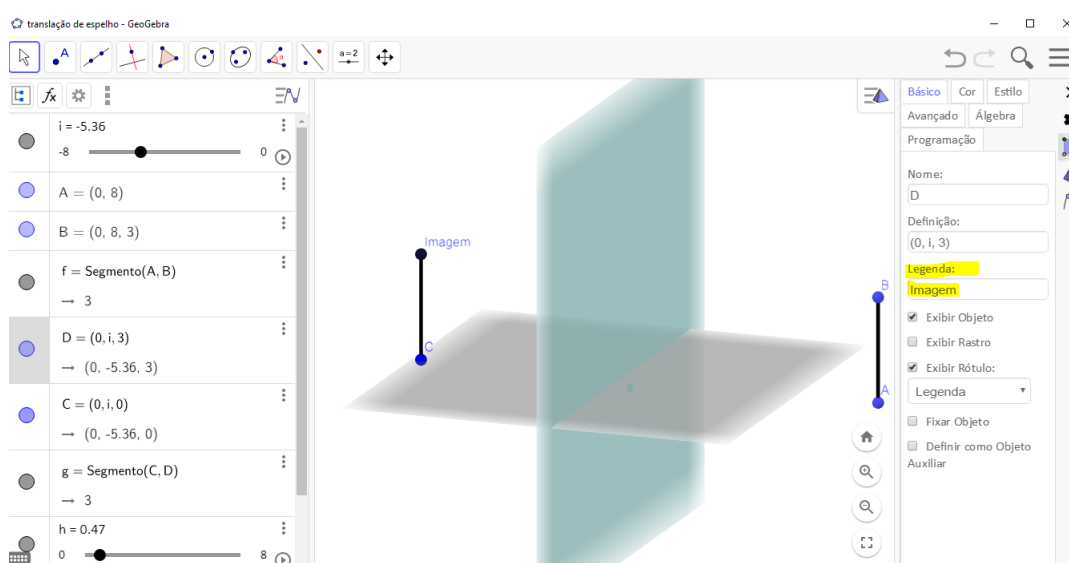 translação de espelho - GeoGebra
A
a=2
fx
i = -5.36
-8
0
A = (0, 8)
B = (0, 8, 3)
f = Segmento(A, B)
→ 3
D = (0, i, 3)
→ (0, -5.36, 3)
C = (0, i, 0)
→ (0, -5.36, 0)
g = Segmento(C, D)
→ 3
h = 0.47
0
8
Imagem
C
a
B
A
Básico
Cor
Estilo
Avançado
Álgebra
Programação
Nome:
D
Definição:
(0, i, 3)
Legenda:
Imagem
Exibir Objeto
Exibir Rastro
Exibir Rótulo:
Legenda
Fixar Objeto
Definir como Objeto
Auxiliar